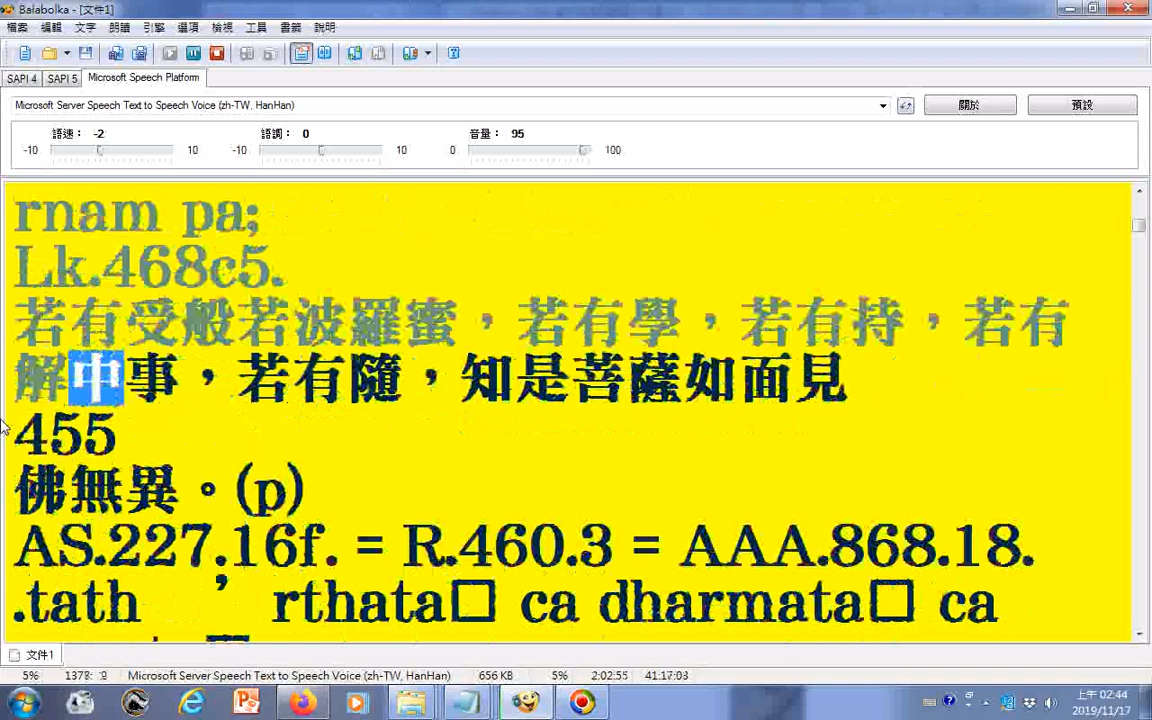 Balabolka - [文件1]
檔案 編輯 文字 朗讀 引擎 選項 檢視 工具 書籤 說明
SAPI 4 SAPI 5 Microsoft Speech Platform
Microsoft Server Speech Text to Speech Voice (zh-TW, HanHan) 關於 預設
語速： -2 語調： 0 音量： 95
-10 10 -10 10 0 100
rnam pa;
Lk.468c5.
若有受般若波羅蜜，若有學，若有持，若有
解中事，若有隨，知是菩薩如面見
455
佛無異。(p)
AS.227.16f. = R.460.3 = AAA.868.18.
.tath ’ rthata□ ca dharmata□ ca
文件1
5% 1378: Microsoft Server Speech Text to Speech Voice (zh-TW, HanHan) 656 KB 5% 2:02:55 41:17:03
上午 02:44
2019/11/17